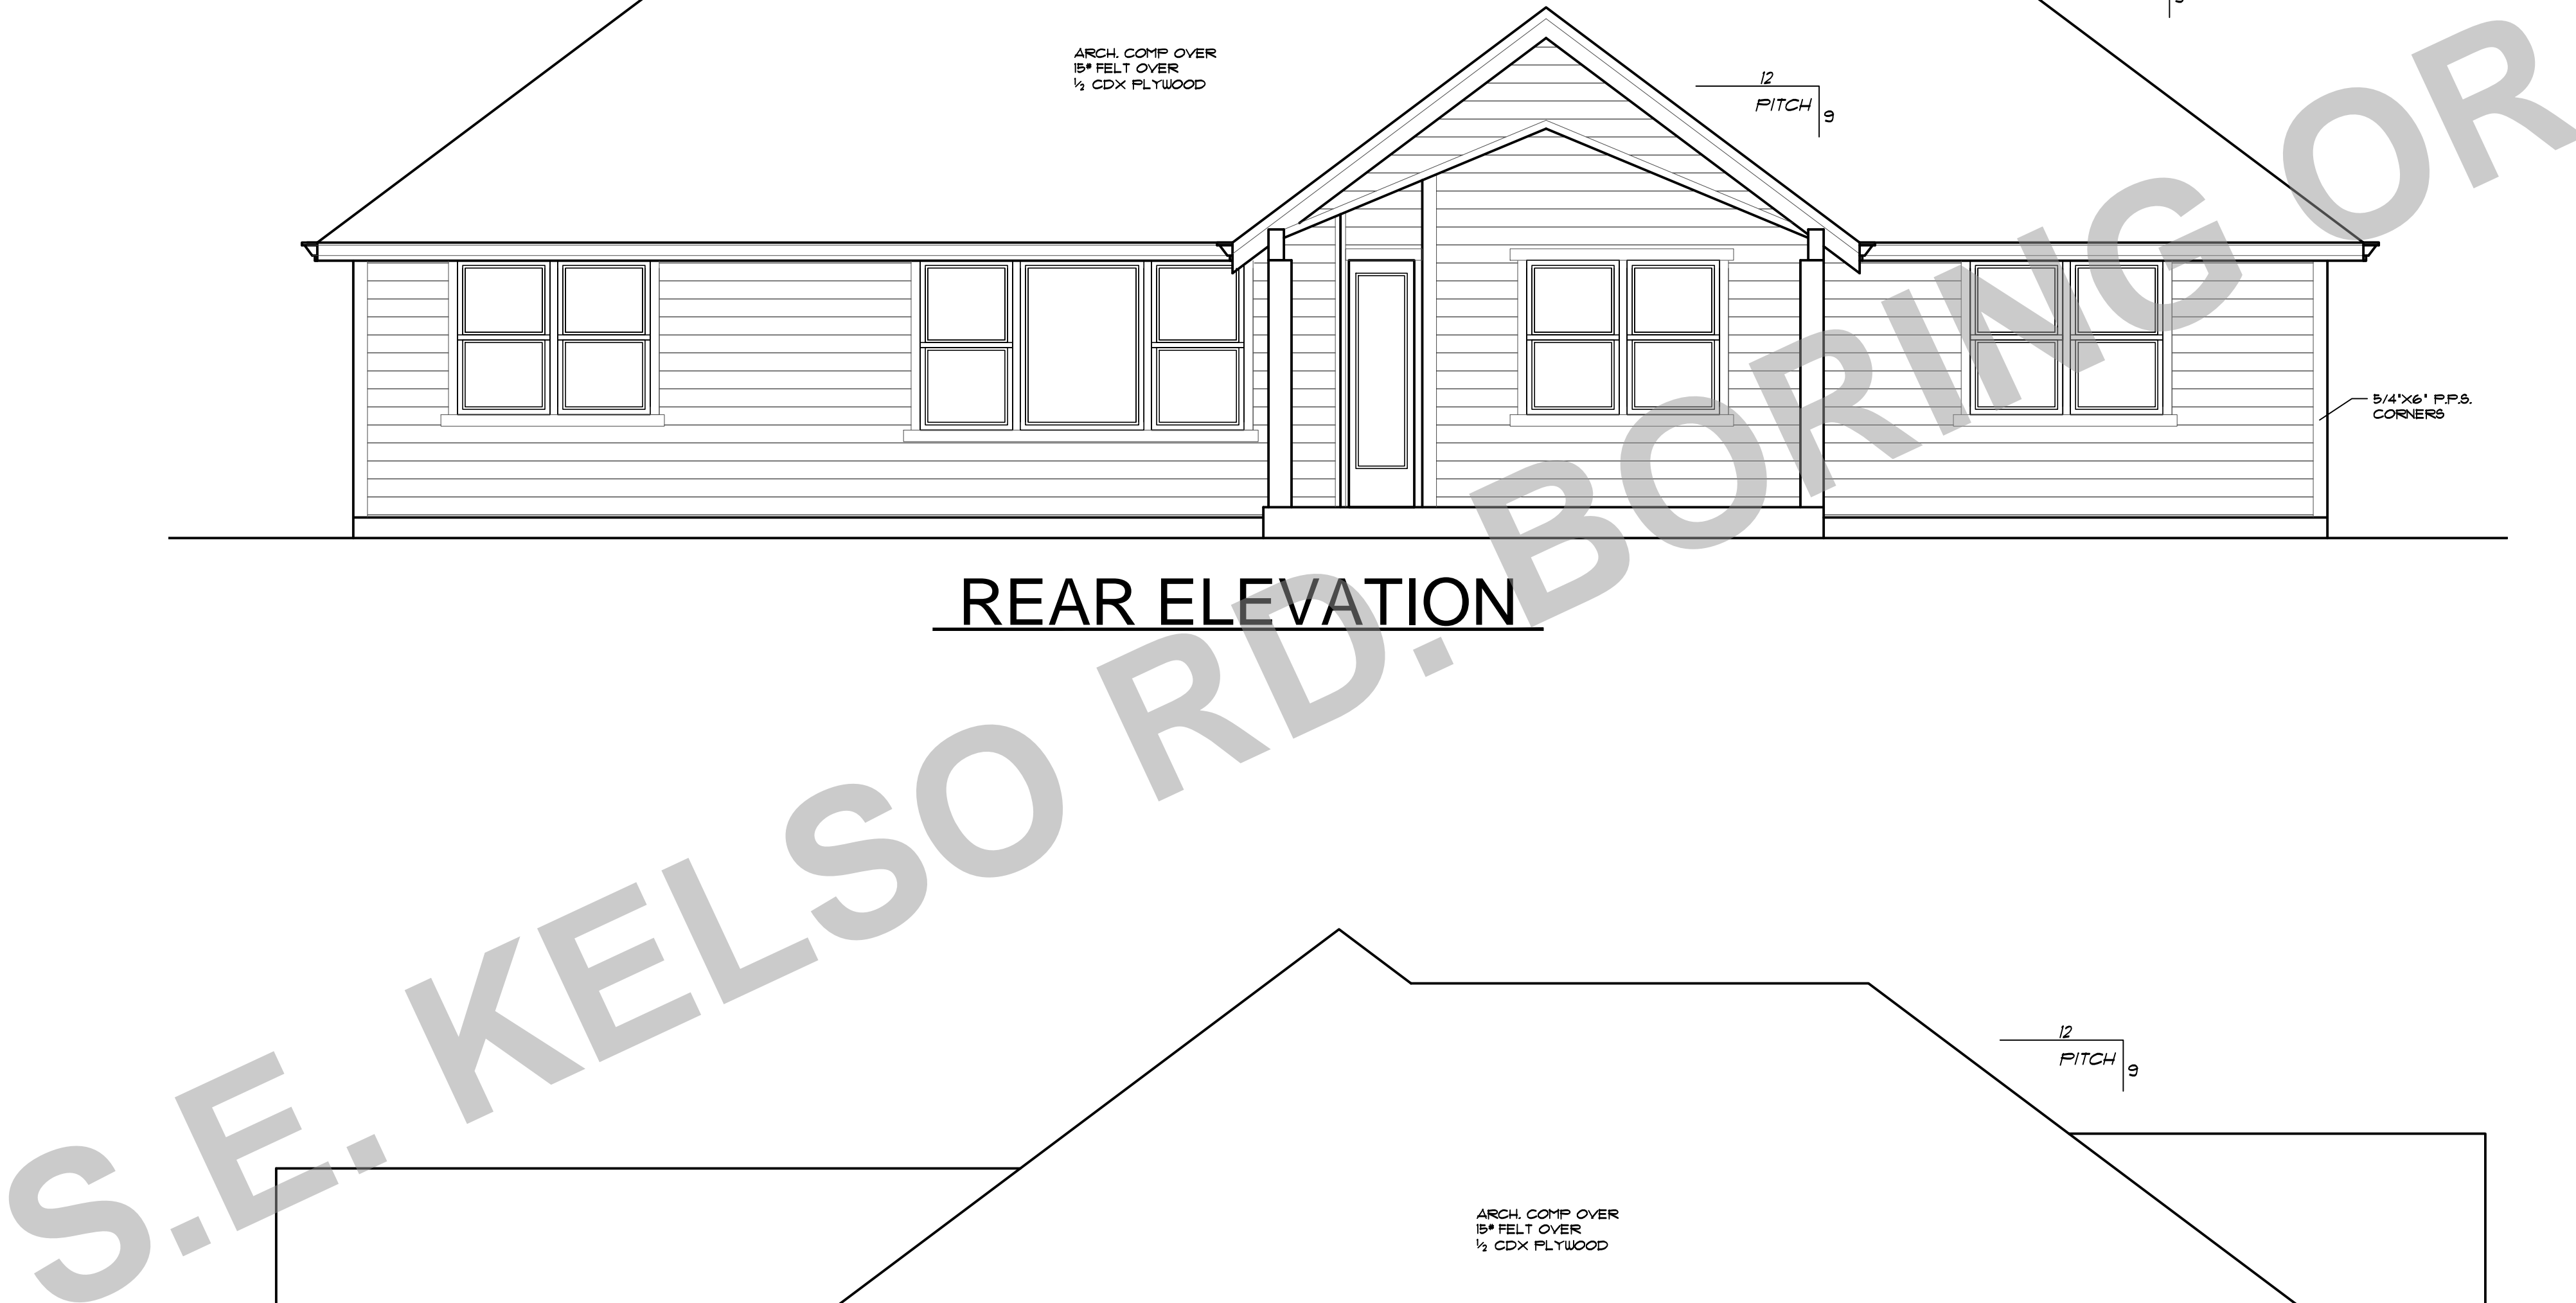 ARCH. COMP OVER
15# FELT OVER
½ CDX PLYWOOD
12
PITCH
9
5/4"X6" P.P.S.
CORNERS
REAR ELEVATION
S.E. KELSO RD. BORING OR
12
PITCH
9
ARCH. COMP OVER
15# FELT OVER
½ CDX PLYWOOD